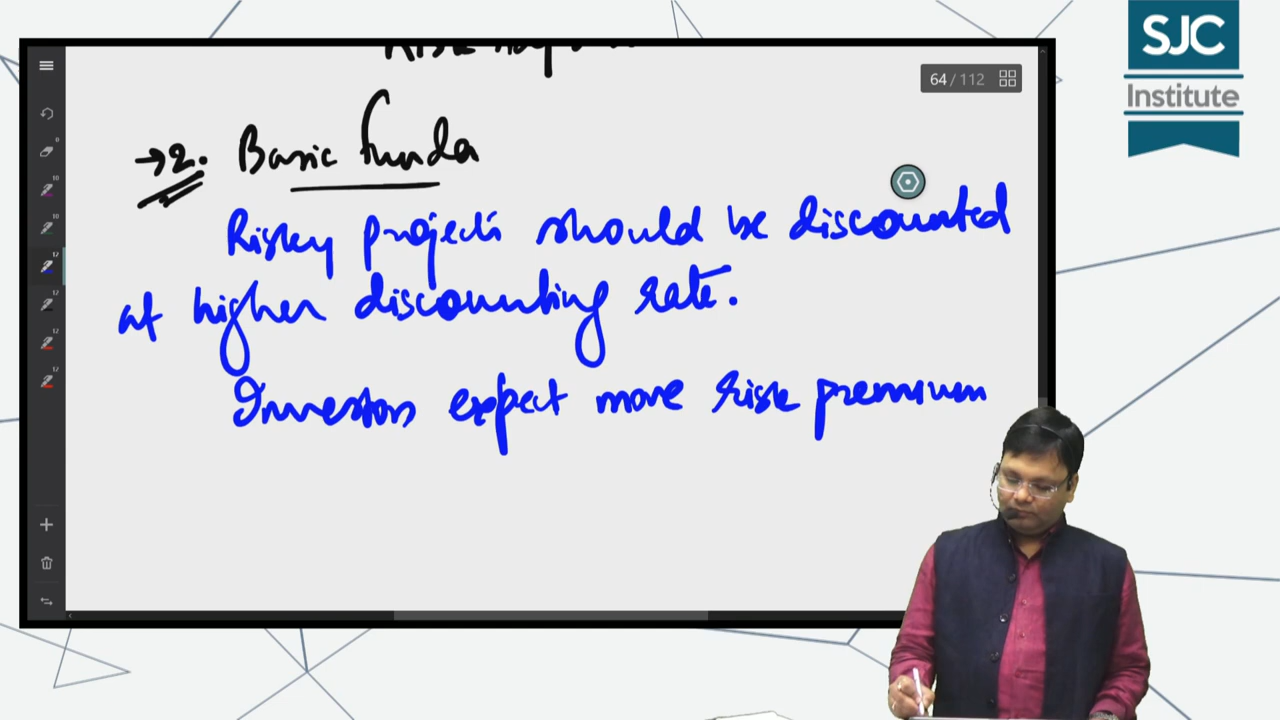 SJC
Institute
64 / 112
→ 2. Basic funda
Risky projects should be discounted
at higher discounting rate.
Investors expect more risk premium